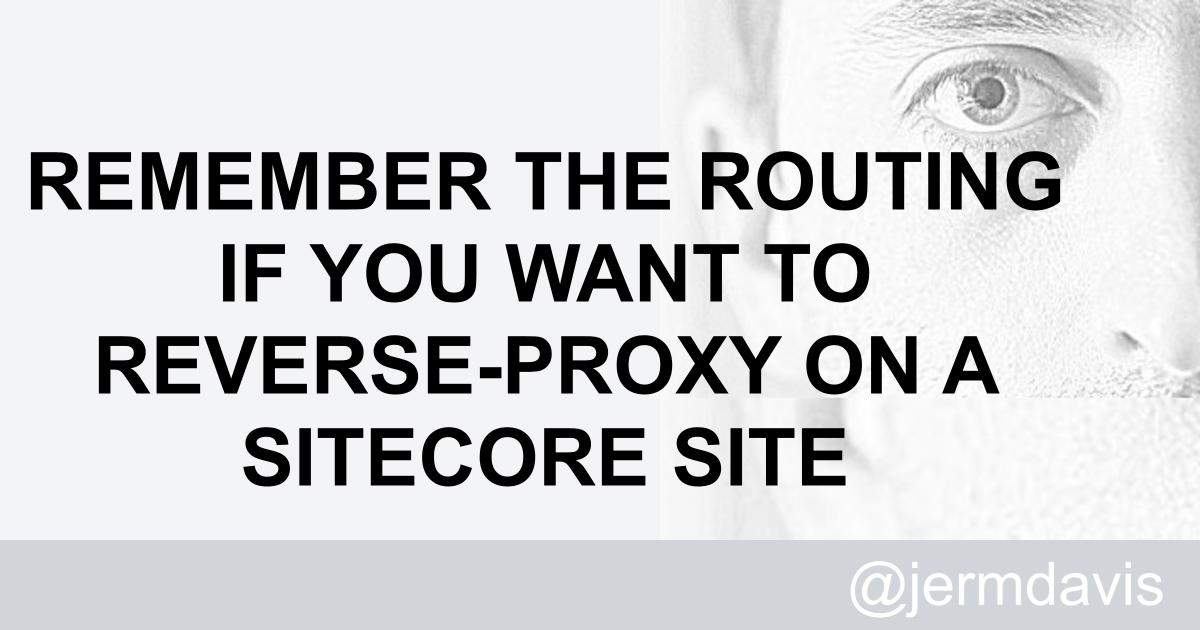 REMEMBER THE ROUTING
IF YOU WANT TO
REVERSE-PROXY ON A
SITECORE SITE
@jermdavis